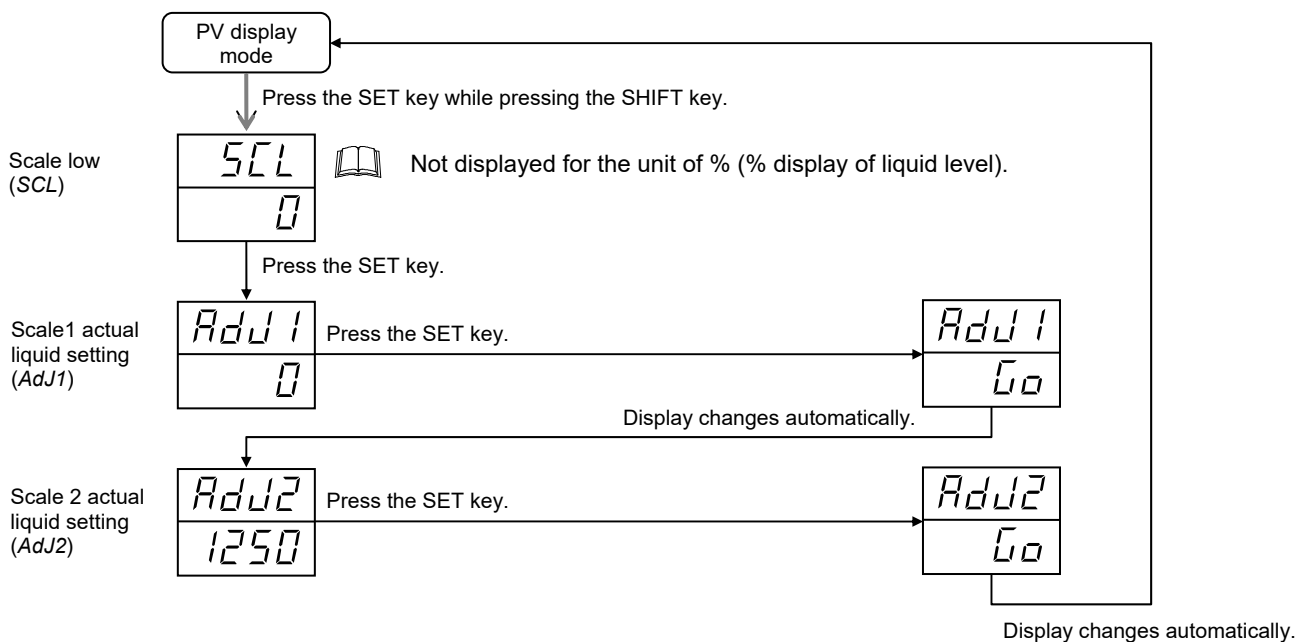 PV display
mode
Press the SET key while pressing the SHIFT key.
Scale low
(SCL)
SCL
0
Not displayed for the unit of % (% display of liquid level).
Press the SET key.
Scale1 actual
liquid setting
(AdJ1)
AdJ1
0
Press the SET key.
AdJ1
Go
Display changes automatically.
Scale 2 actual
liquid setting
(AdJ2)
AdJ2
1250
Press the SET key.
AdJ2
Go
Display changes automatically.